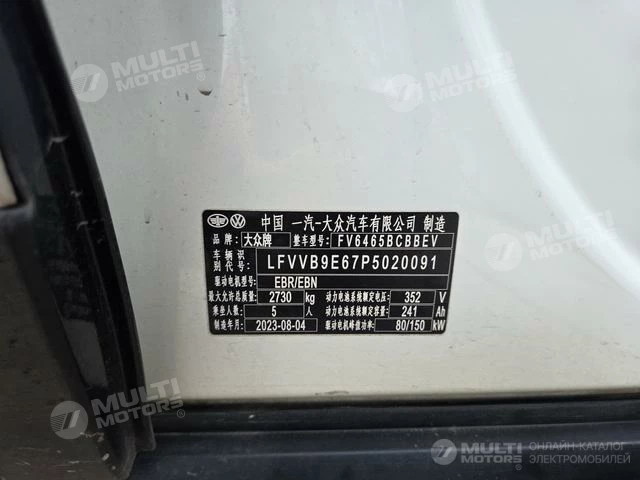 MULTI MOTORS
MULTI MOTORS
中国 一汽-大众汽车有限公司 制造
大众牌 整车型号 FV6465BCBBEV
车辆识别代号 LFVVB9E67P5020091
驱动电机型号 EBR/EBN
最大允许总质量 2730 kg 动力电池系统额定电压 352 V
乘坐人数 5 人 动力电池系统额定容量 241 Ah
制造年月 2023-08-04 驱动电机峰值功率 80/150 kW
MULTI MOTORS
MULTI MOTORS
ОНЛАЙН-КАТАЛОГ
ЭЛЕКТРОМОБИЛЕЙ